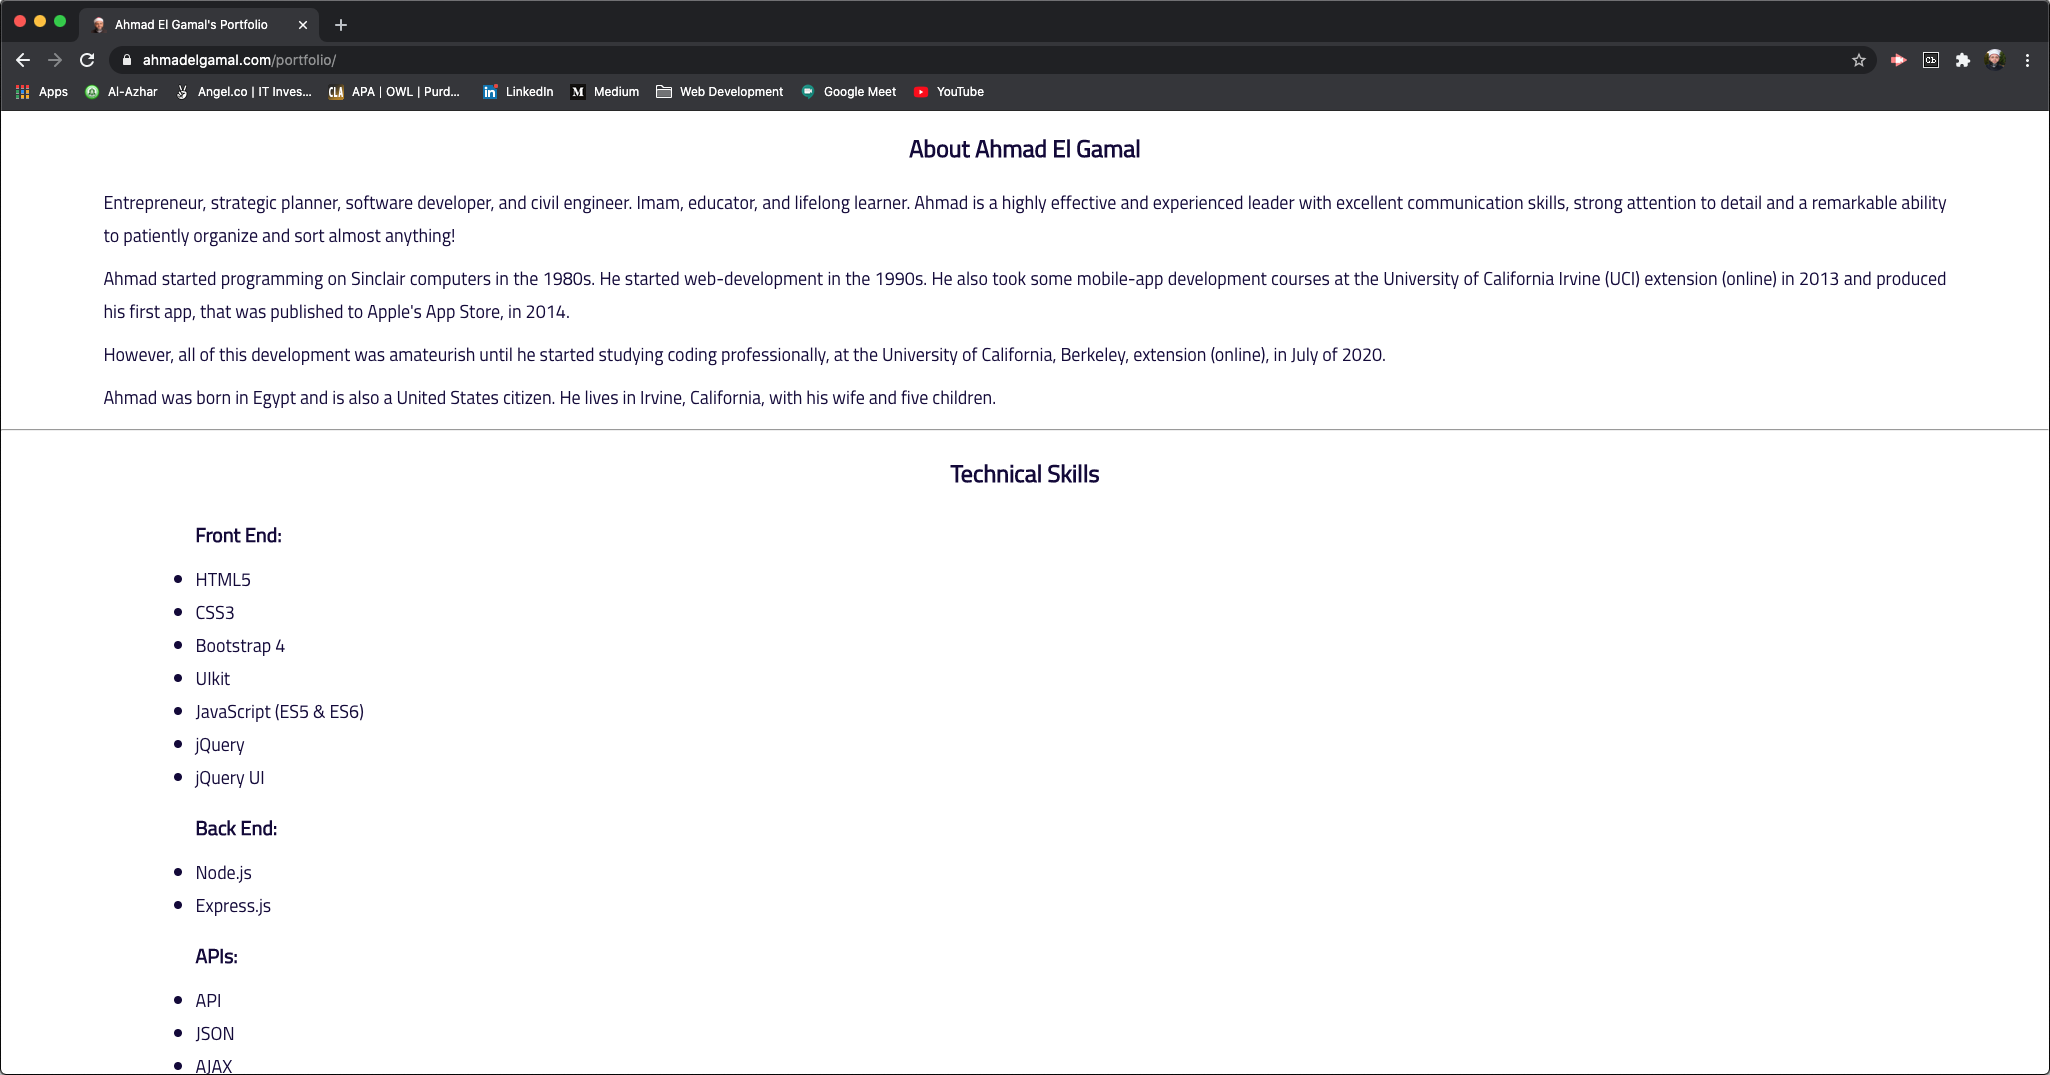 Ahmad El Gamal's Portfolio
ahmadelgamal.com/portfolio/
Apps Al-Azhar Angel.co | IT Inves... CLA APA | OWL | Purd... in LinkedIn M Medium Web Development Google Meet YouTube
About Ahmad El Gamal
Entrepreneur, strategic planner, software developer, and civil engineer. Imam, educator, and lifelong learner. Ahmad is a highly effective and experienced leader with excellent communication skills, strong attention to detail and a remarkable ability
to patiently organize and sort almost anything!
Ahmad started programming on Sinclair computers in the 1980s. He started web-development in the 1990s. He also took some mobile-app development courses at the University of California Irvine (UCI) extension (online) in 2013 and produced
his first app, that was published to Apple's App Store, in 2014.
However, all of this development was amateurish until he started studying coding professionally, at the University of California, Berkeley, extension (online), in July of 2020.
Ahmad was born in Egypt and is also a United States citizen. He lives in Irvine, California, with his wife and five children.
Technical Skills
Front End:
HTML5
CSS3
Bootstrap 4
UIkit
JavaScript (ES5 & ES6)
jQuery
jQuery UI
Back End:
Node.js
Express.js
APIs:
API
JSON
AJAX